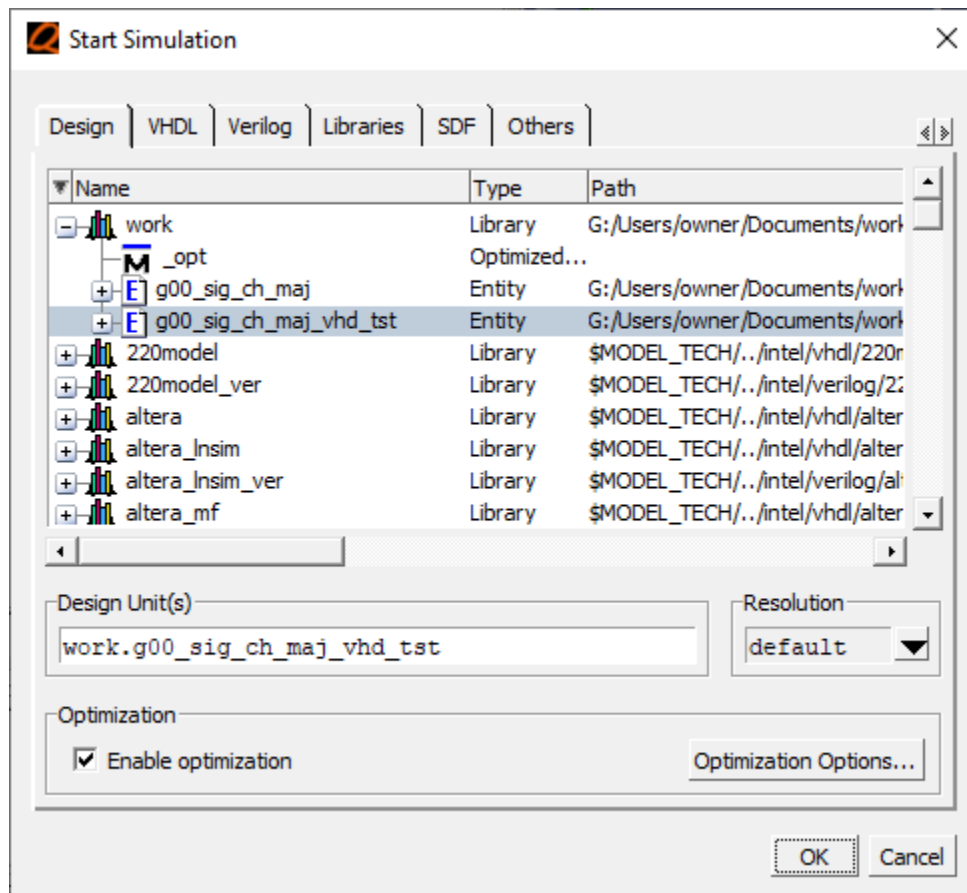 Start Simulation
Design VHDL Verilog Libraries SDF Others
Name Type Path
work Library G:/Users/owner/Documents/work
_opt Optimized...
g00_sig_ch_maj Entity G:/Users/owner/Documents/work
g00_sig_ch_maj_vhd_tst Entity G:/Users/owner/Documents/work
220model Library $MODEL_TECH/../intel/vhdl/220m
220model_ver Library $MODEL_TECH/../intel/verilog/22
altera Library $MODEL_TECH/../intel/vhdl/alter
altera_lnsim Library $MODEL_TECH/../intel/vhdl/alter
altera_lnsim_ver Library $MODEL_TECH/../intel/verilog/al
altera_mf Library $MODEL_TECH/../intel/vhdl/alter
Design Unit(s) Resolution
work.g00_sig_ch_maj_vhd_tst default
Optimization
Enable optimization Optimization Options...
OK Cancel